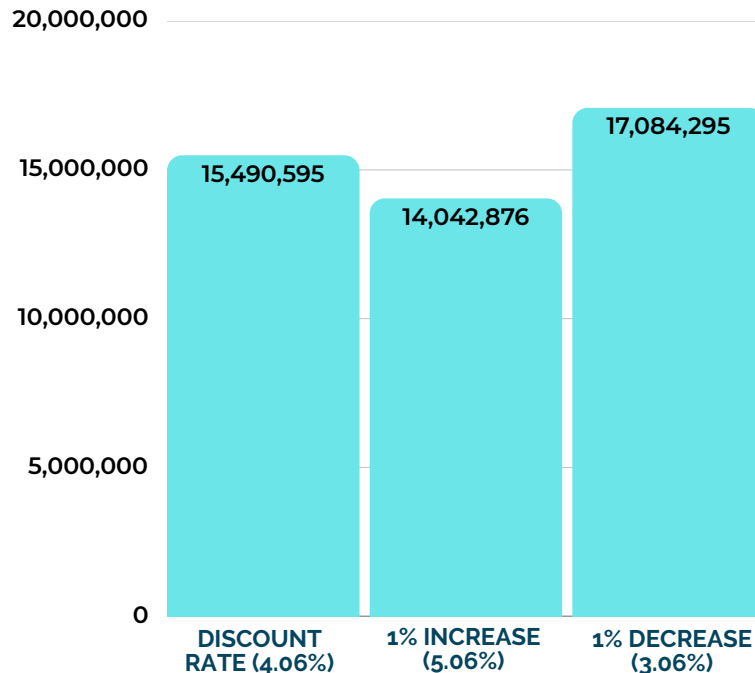 20,000,000
17,084,295
15,000,000
15,490,595
14,042,876
10,000,000
5,000,000
0
DISCOUNT
RATE (4.06%)
1% INCREASE
(5.06%)
1% DECREASE
(3.06%)